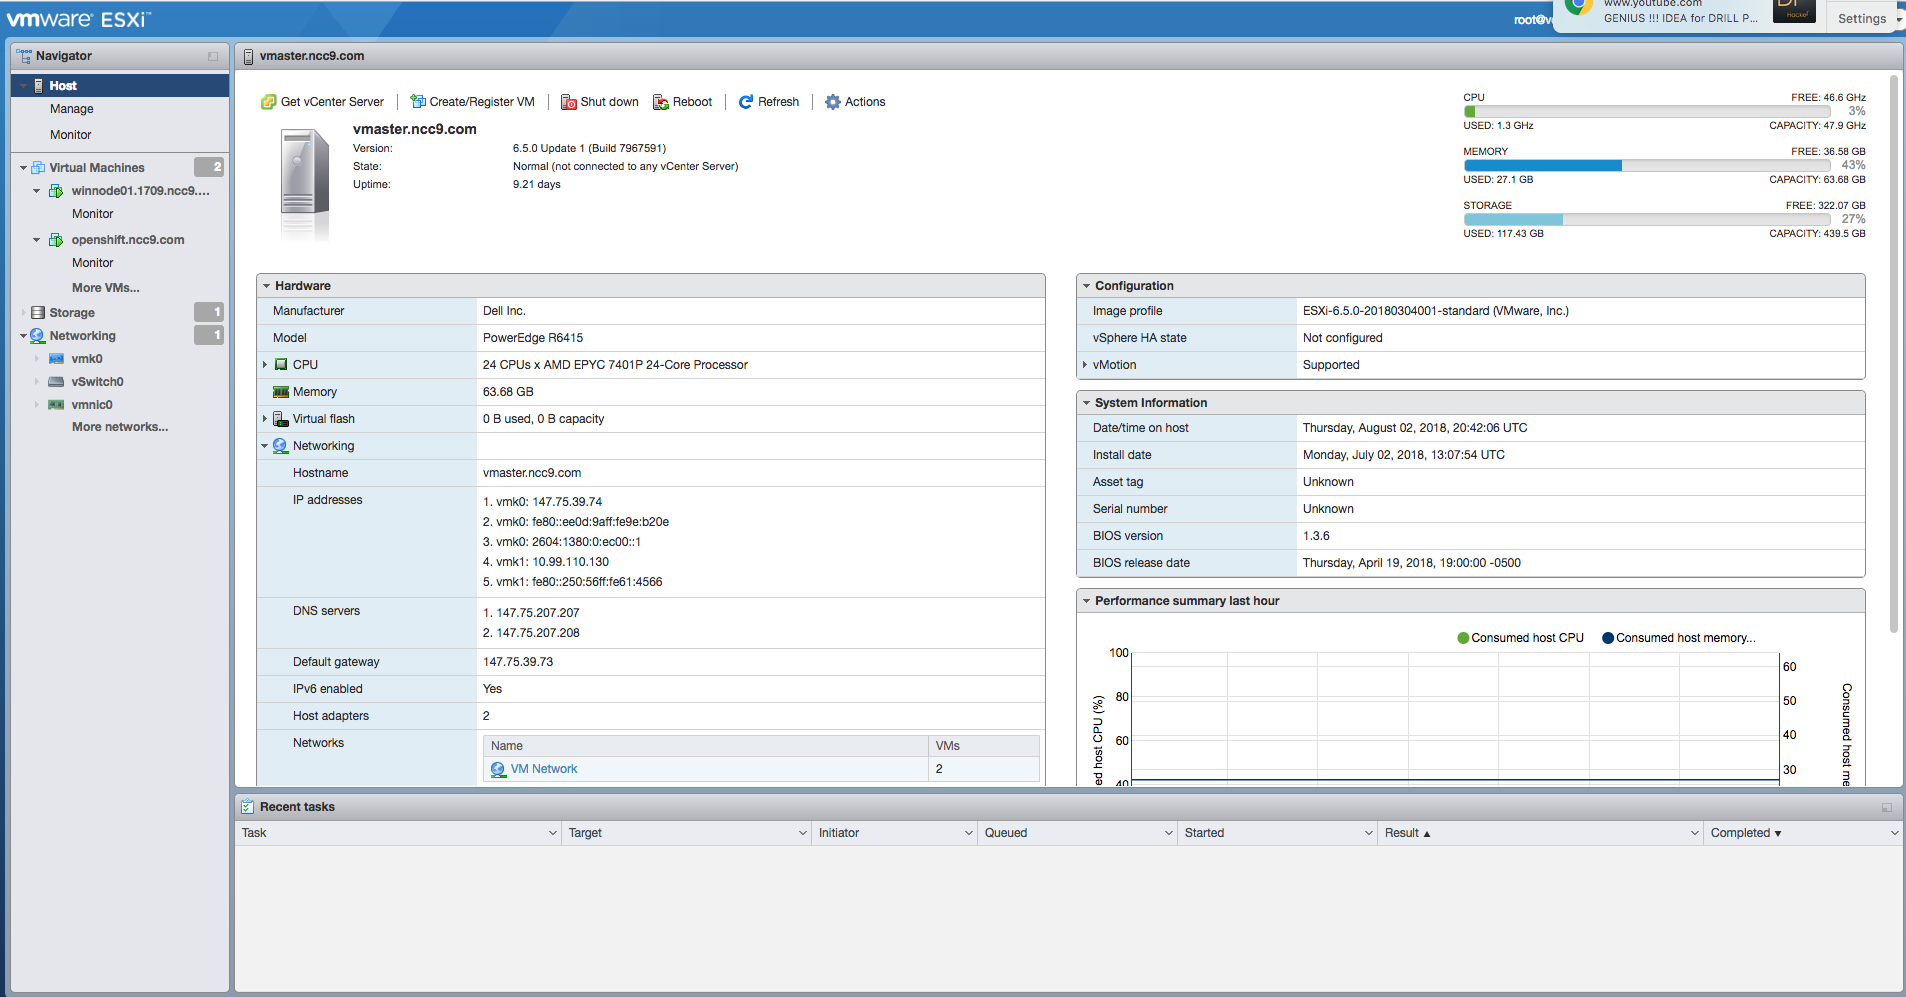 vmware ESXi™
root@v
www.youtube.com
GENIUS !!! IDEA for DRILL P...
Hacker
Settings
Navigator
Host
Manage
Monitor
Virtual Machines 2
winnode01.1709.ncc9....
Monitor
openshift.ncc9.com
Monitor
More VMs...
Storage 1
Networking 1
vmk0
vSwitch0
vmnic0
More networks...
vmaster.ncc9.com
Get vCenter Server Create/Register VM Shut down Reboot Refresh Actions
vmaster.ncc9.com
Version: 6.5.0 Update 1 (Build 7967591)
State: Normal (not connected to any vCenter Server)
Uptime: 9.21 days
CPU FREE: 46.6 GHz
3%
USED: 1.3 GHz CAPACITY: 47.9 GHz
MEMORY FREE: 36.58 GB
43%
USED: 27.1 GB CAPACITY: 63.68 GB
STORAGE FREE: 322.07 GB
27%
USED: 117.43 GB CAPACITY: 439.5 GB
Hardware
Manufacturer Dell Inc.
Model PowerEdge R6415
CPU 24 CPUs x AMD EPYC 7401P 24-Core Processor
Memory 63.68 GB
Virtual flash 0 B used, 0 B capacity
Networking
Hostname vmaster.ncc9.com
IP addresses 1. vmk0: 147.75.39.74
2. vmk0: fe80::ee0d:9aff:fe9e:b20e
3. vmk0: 2604:1380:0:ec00::1
4. vmk1: 10.99.110.130
5. vmk1: fe80::250:56ff:fe61:4566
DNS servers 1. 147.75.207.207
2. 147.75.207.208
Default gateway 147.75.39.73
IPv6 enabled Yes
Host adapters 2
Networks Name VMs
VM Network 2
Configuration
Image profile ESXi-6.5.0-20180304001-standard (VMware, Inc.)
vSphere HA state Not configured
vMotion Supported
System Information
Date/time on host Thursday, August 02, 2018, 20:42:06 UTC
Install date Monday, July 02, 2018, 13:07:54 UTC
Asset tag Unknown
Serial number Unknown
BIOS version 1.3.6
BIOS release date Thursday, April 19, 2018, 19:00:00 -0500
Performance summary last hour
Consumed host CPU Consumed host memory...
100
80
60
40
ed host CPU (%)
60
50
40
30
Consumed host me
Recent tasks
Task Target Initiator Queued Started Result ▲ Completed ▼